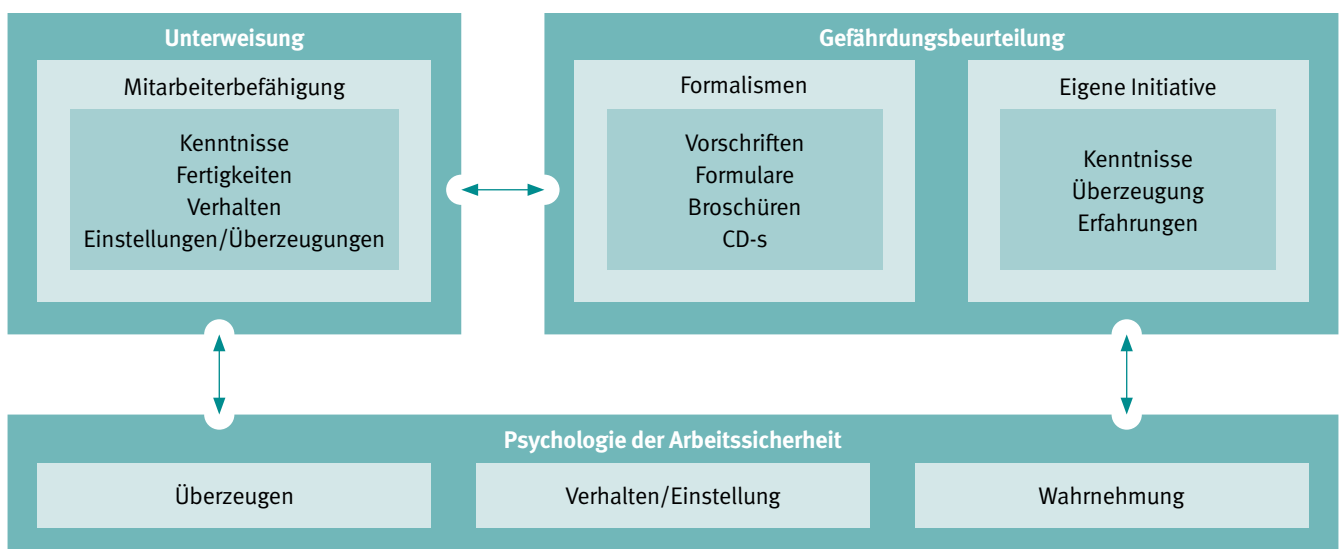 Unterweisung
Mitarbeiterbefähigung
Kenntnisse
Fertigkeiten
Verhalten
Einstellungen/Überzeugungen
Gefährdungsbeurteilung
Formalismen
Vorschriften
Formulare
Broschüren
CD-s
Eigene Initiative
Kenntnisse
Überzeugung
Erfahrungen
Psychologie der Arbeitssicherheit
Überzeugen
Verhalten/Einstellung
Wahrnehmung